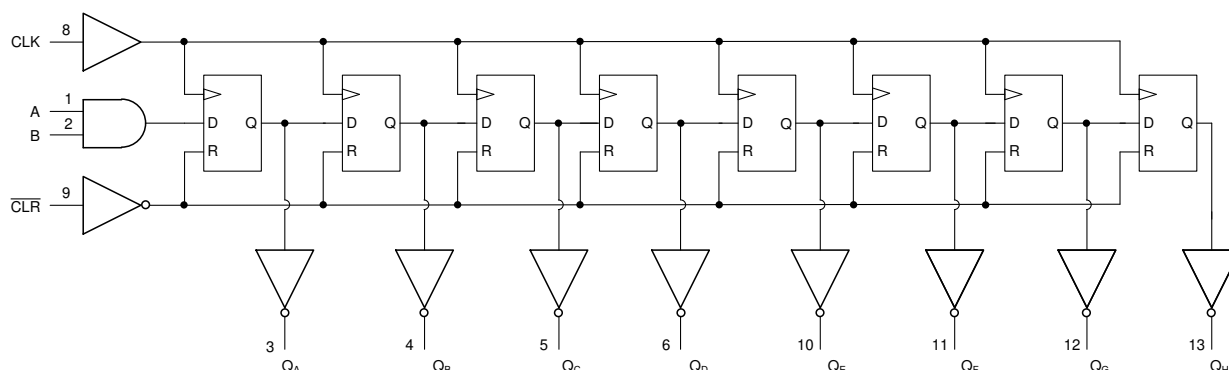 CLK 8
A 1
B 2
CLR 9
D Q R
D Q R
D Q R
D Q R
D Q R
D Q R
D Q R
D Q R
3 4 5 6 10 11 12 13
QA QB QC QD QE QF QG QH